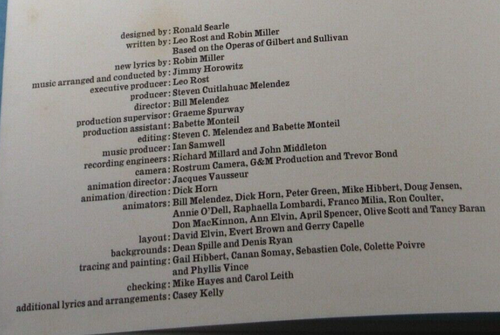 designed by: Ronald Searle
written by: Leo Rost and Robin Miller
Based on the Operas of Gilbert and Sullivan
new lyrics by: Robin Miller
music arranged and conducted by: Jimmy Horowitz
executive producer: Leo Rost
producer: Steven Cuitlahuac Melendez
director: Bill Melendez
production supervisor: Graeme Spurway
production assistant: Babette Monteil
editing: Steven C. Melendez and Babette Monteil
music producer: Ian Samwell
recording engineers: Richard Millard and John Middleton
camera: Rostrum Camera, G&M Production and Trevor Bond
animation director: Jacques Vausseur
animation/direction: Dick Horn
animators: Bill Melendez, Dick Horn, Peter Green, Mike Hibbert, Doug Jensen,
Annie O'Dell, Raphaella Lombardi, Franco Milia, Ron Coulter,
Don MacKinnon, Ann Elvin, April Spencer, Olive Scott and Tancy Baran
layout: David Elvin, Evert Brown and Gerry Capelle
backgrounds: Dean Spille and Denis Ryan
tracing and painting: Gail Hibbert, Canan Somay, Sebastien Cole, Colette Poivre
and Phyllis Vince
checking: Mike Hayes and Carol Leith
additional lyrics and arrangements: Casey Kelly